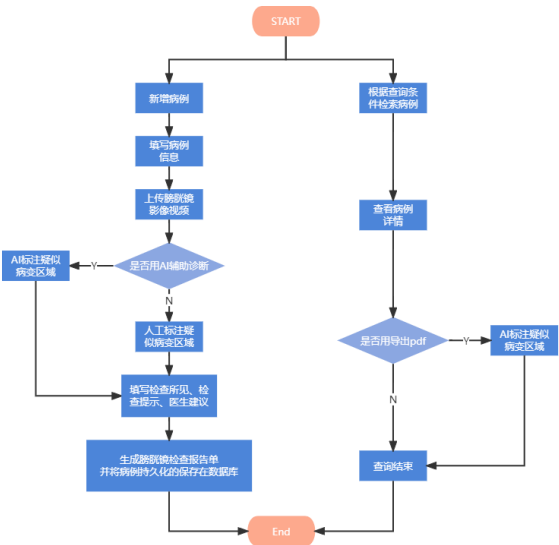 START
新增病例
根据查询条
件检索病例
填写病例
信息
上传膀胱镜
影像视频
查看病例
详情
AI标注疑似
病变区域
Y
是否用AI辅助诊断
N
人工标注疑
似病变区域
是否用导出pdf
Y
AI标注疑似
病变区域
N
填写检查所见、检
查提示、医生建议
生成膀胱镜检查报告单
并将病例持久化的保存在数据库
查询结束
End